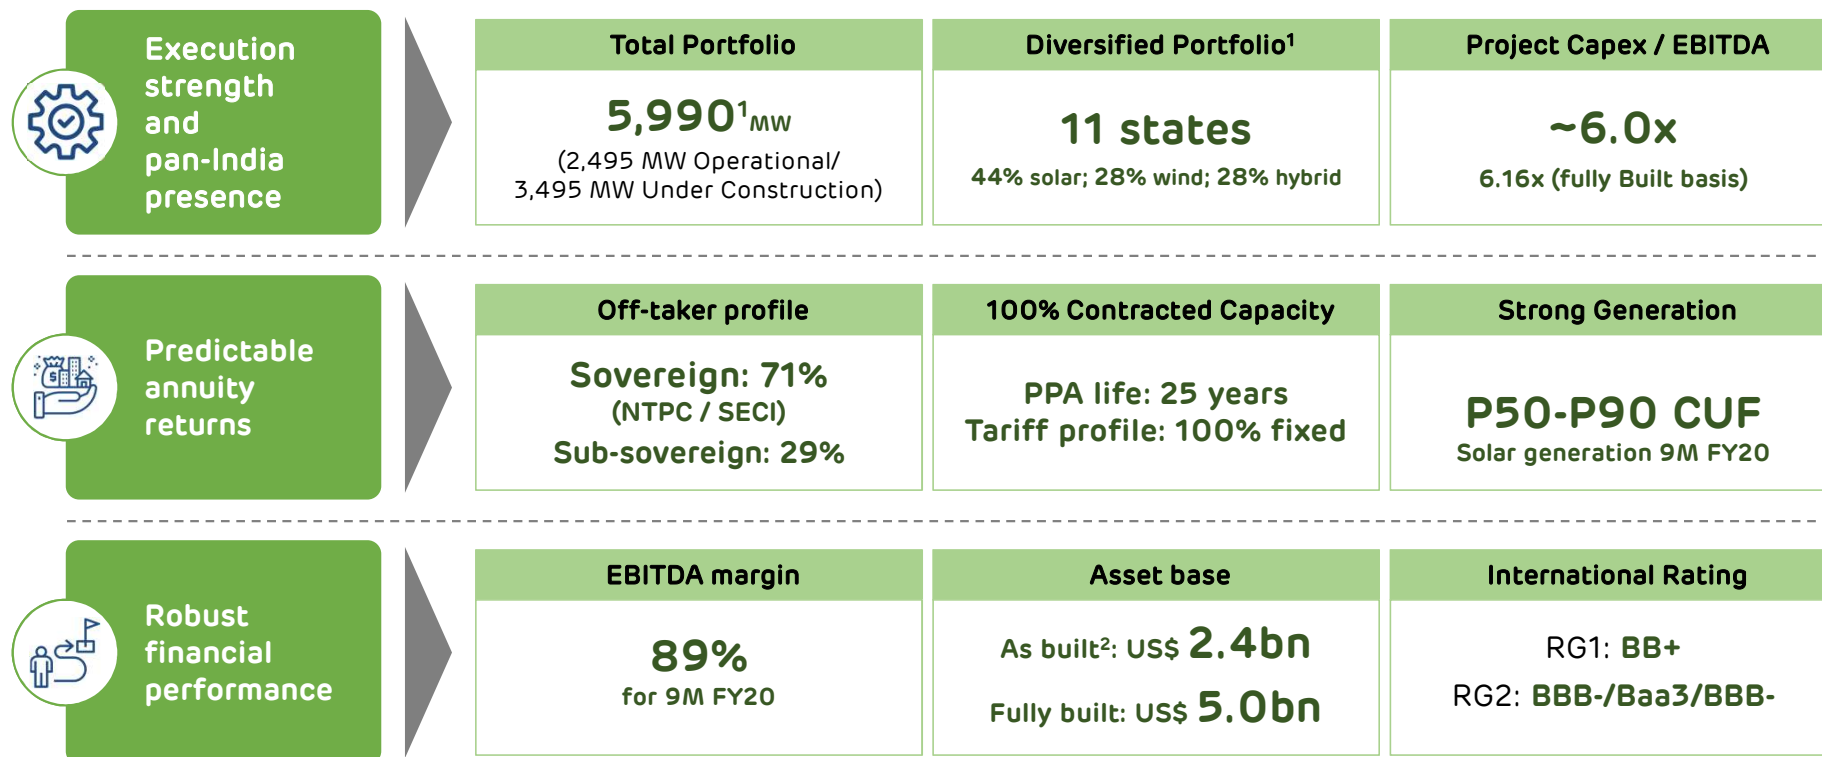 Execution
strength
and
pan-India
presence
Total Portfolio
5,990¹MW
(2,495 MW Operational/
3,495 MW Under Construction)
Diversified Portfolio¹
11 states
44% solar; 28% wind; 28% hybrid
Project Capex / EBITDA
~6.0x
6.16x (fully Built basis)
Predictable
annuity
returns
Off-taker profile
Sovereign: 71%
(NTPC / SECI)
Sub-sovereign: 29%
100% Contracted Capacity
PPA life: 25 years
Tariff profile: 100% fixed
Strong Generation
P50-P90 CUF
Solar generation 9M FY20
Robust
financial
performance
EBITDA margin
89%
for 9M FY20
Asset base
As built²: US$ 2.4bn
Fully built: US$ 5.0bn
International Rating
RG1: BB+
RG2: BBB-/Baa3/BBB-